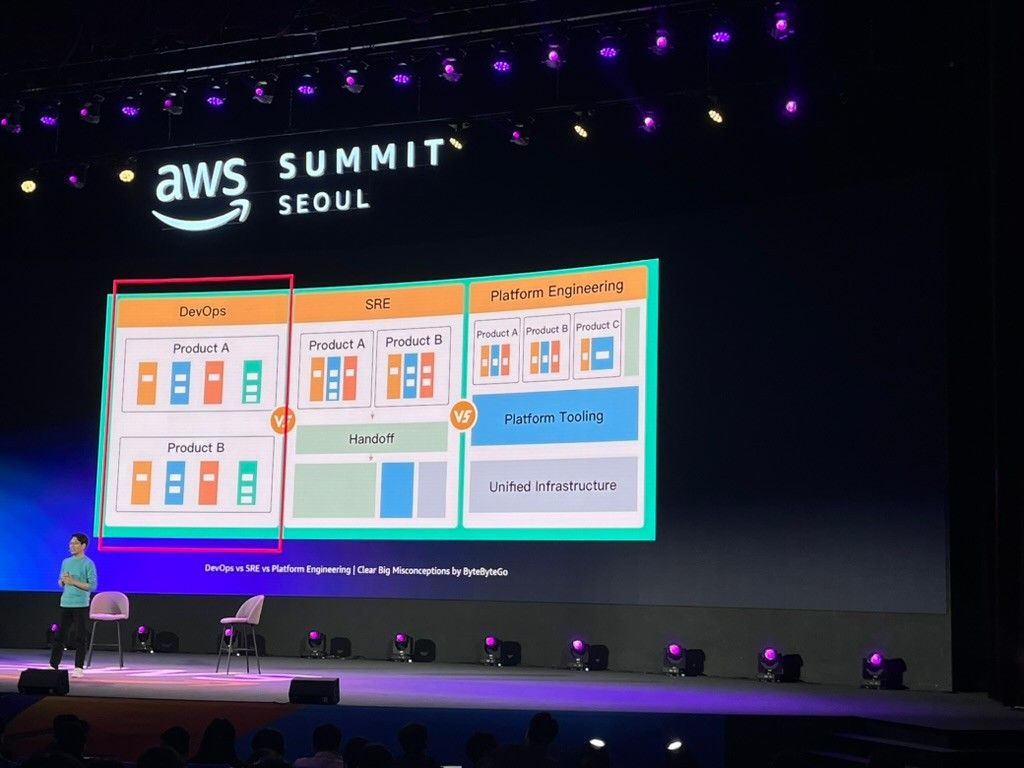 aws
SUMMIT
SEOUL
DevOps
Product A
Product B
VS
SRE
Product A
Product B
Handoff
VS
Platform Engineering
Product A
Product B
Product C
Platform Tooling
Unified Infrastructure
DevOps vs SRE vs Platform Engineering | Clear Big Misconceptions by ByteByteGo